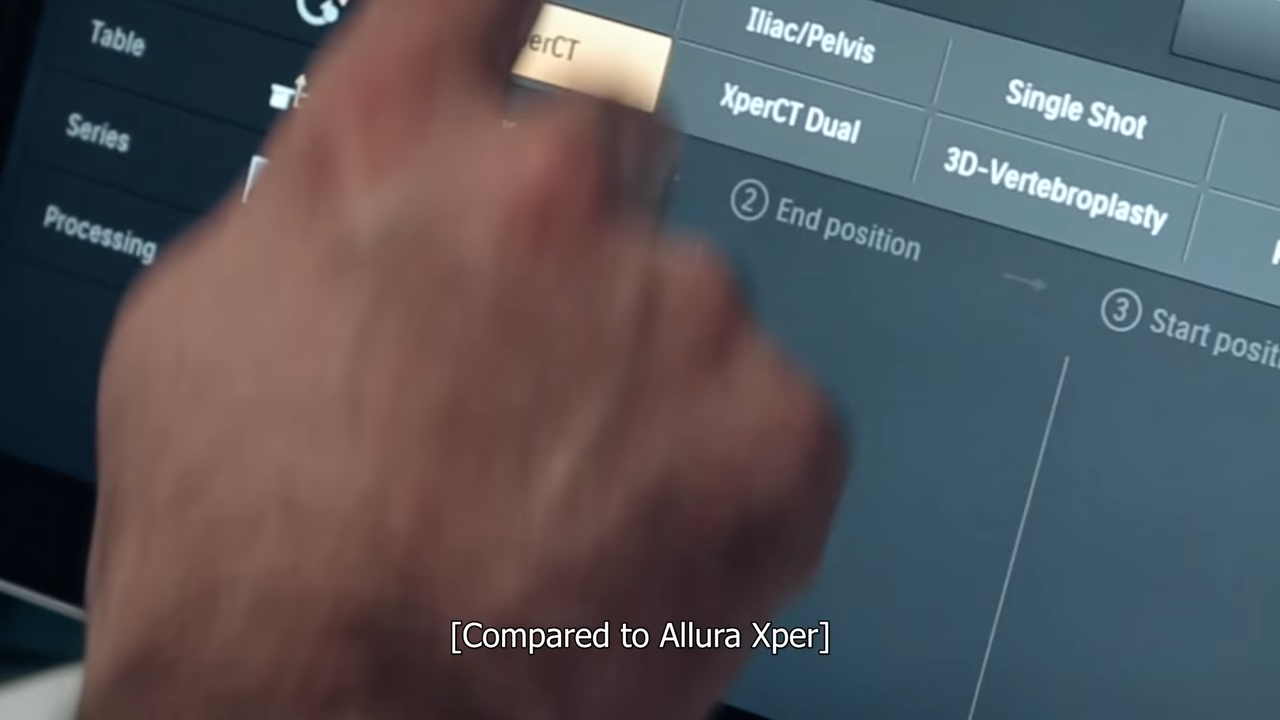 Table
Series
Processing
erCT
Iliac/Pelvis
XperCT Dual
Single Shot
3D-Vertebroplasty
2 End position
3 Start posit
[Compared to Allura Xper]